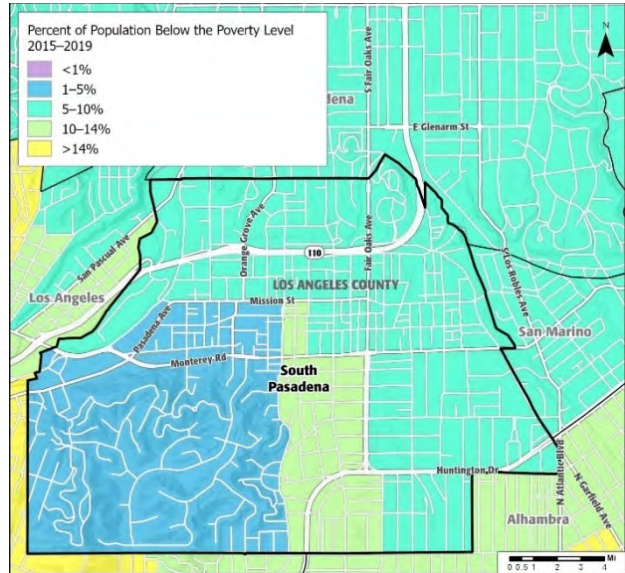 Percent of Population Below the Poverty Level
2015–2019
<1%
1–5%
5–10%
10–14%
>14%
N
S Fair Oaks Ave
dena
E Glenarm St
Orange Grove Ave
San Pascual Ave
Fair Oaks Ave
110
S Los Robles Ave
Los Angeles
LOS ANGELES COUNTY
Mission St
San Marino
Pasadena Ave
Monterey Rd
South
Pasadena
Huntington Dr
N Atlantic Blvd
N Garfield Ave
Alhambra
Mi
0 0.5 1 2 3 4